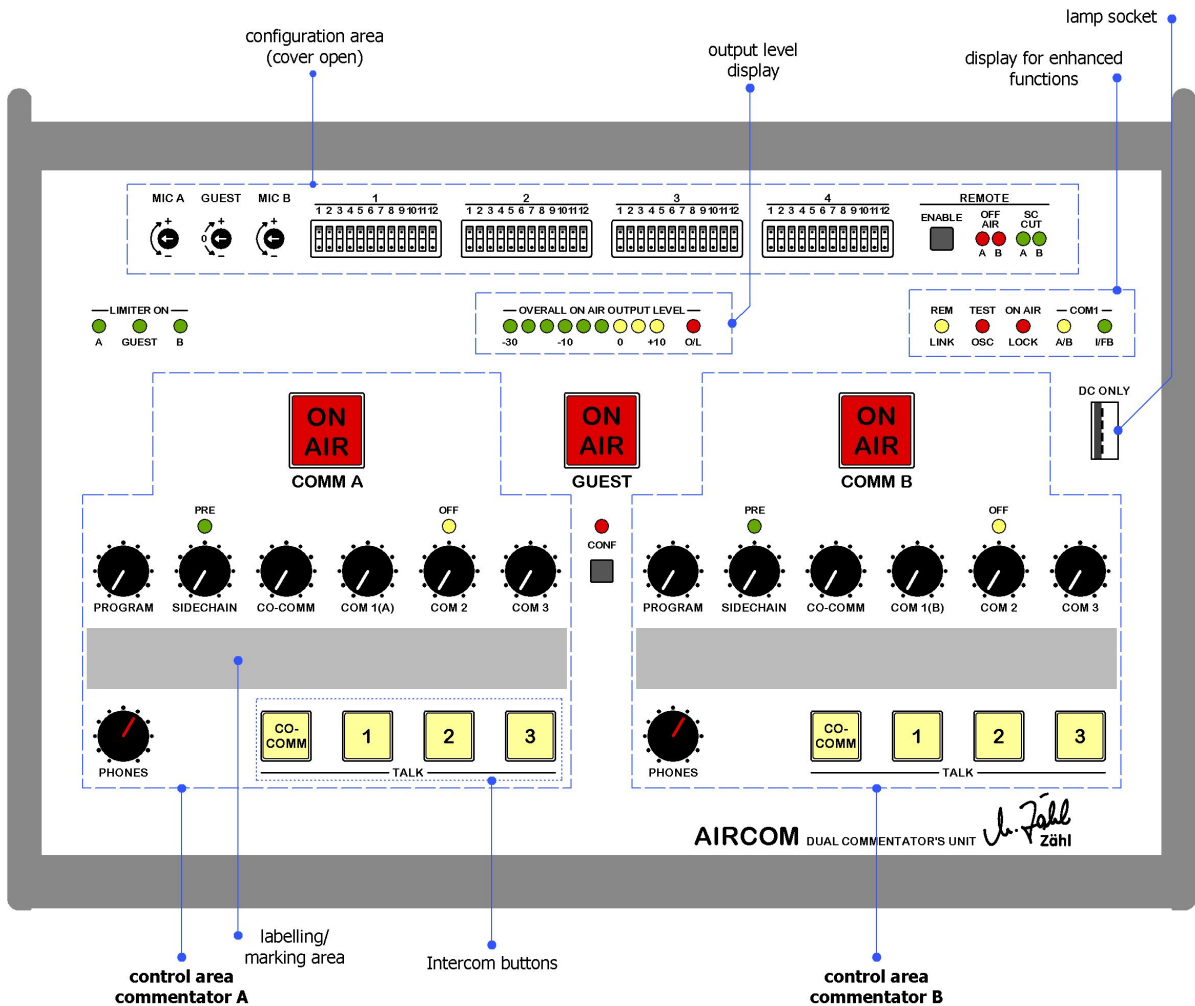 lamp socket
configuration area
(cover open)
output level
display
display for enhanced
functions
MIC A GUEST MIC B 1 2 3 4 REMOTE
1 2 3 4 5 6 7 8 9 10 11 12 1 2 3 4 5 6 7 8 9 10 11 12 1 2 3 4 5 6 7 8 9 10 11 12 1 2 3 4 5 6 7 8 9 10 11 12
ENABLE OFF AIR SC CUT
+ + +
0
- - -
A B A B
LIMITER ON
A GUEST B
OVERALL ON AIR OUTPUT LEVEL
-30 -10 0 +10 O/L
REM TEST ON AIR COM1
LINK OSC LOCK A/B I/FB
DC ONLY
ON AIR ON AIR ON AIR
COMM A GUEST COMM B
PRE OFF PRE OFF
CONF
PROGRAM SIDECHAIN CO-COMM COM 1(A) COM 2 COM 3 PROGRAM SIDECHAIN CO-COMM COM 1(B) COM 2 COM 3
CO-COMM 1 2 3 CO-COMM 1 2 3
PHONES TALK PHONES TALK
AIRCOM DUAL COMMENTATOR'S UNIT M. Zähl
Zähl
labelling/
marking area
Intercom buttons
control area
commentator A
control area
commentator B